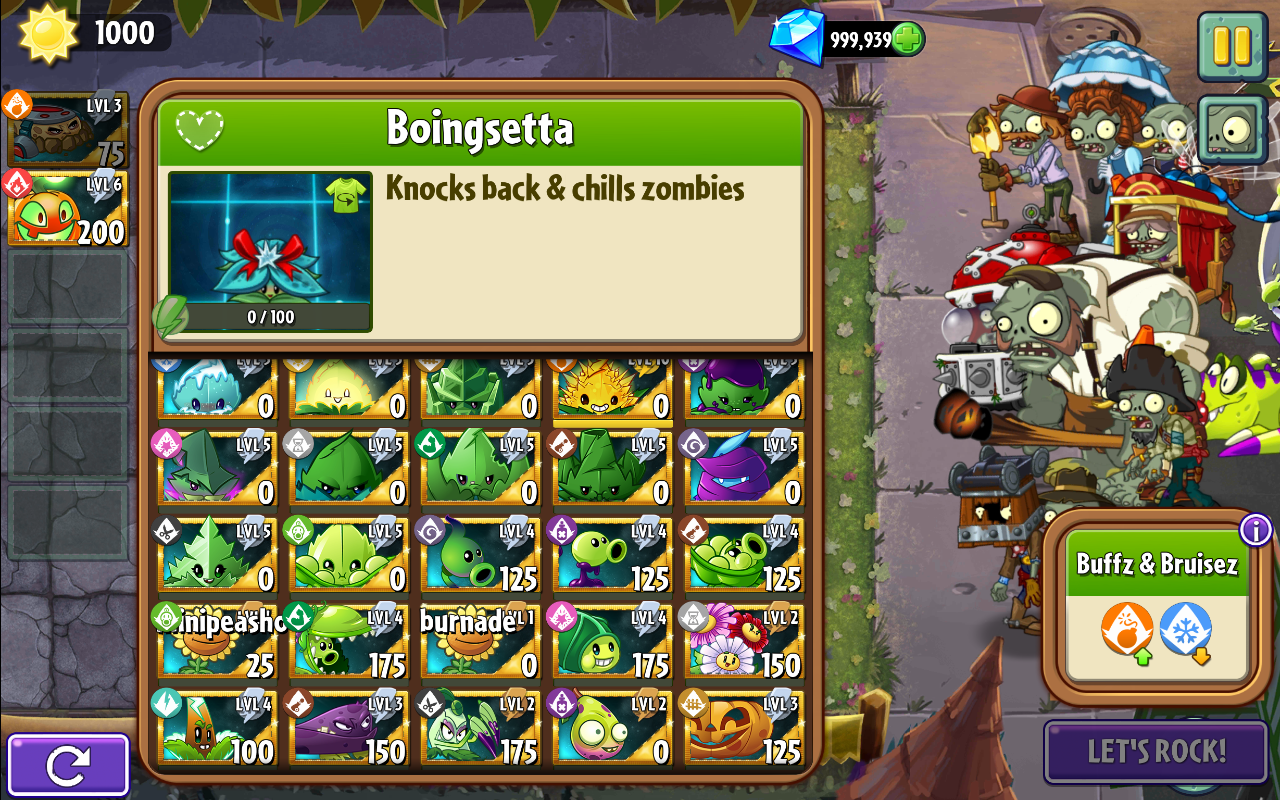 1000
999,939
LVL 3
75
LVL 6
200
Boingsetta
Knocks back & chills zombies
0 / 100
0 0 0 0 0
LVL 5 LVL 5 LVL 5 LVL 5 LVL 5
0 0 0 0 0
LVL 5 LVL 5 LVL 4 LVL 4 LVL 4
0 0 125 125 125
LVL 4 LVL 4 LVL 2
burnade
25 175 0 175 150
LVL 4 LVL 3 LVL 2 LVL 2 LVL 3
100 150 175 0 125
Buffz & Bruisez
i
LET'S ROCK!